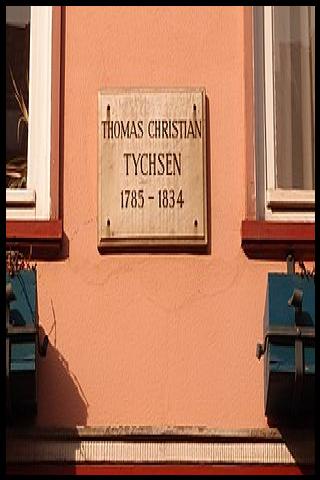 THOMAS CHRISTIAN
TYCHSEN
1785 - 1834